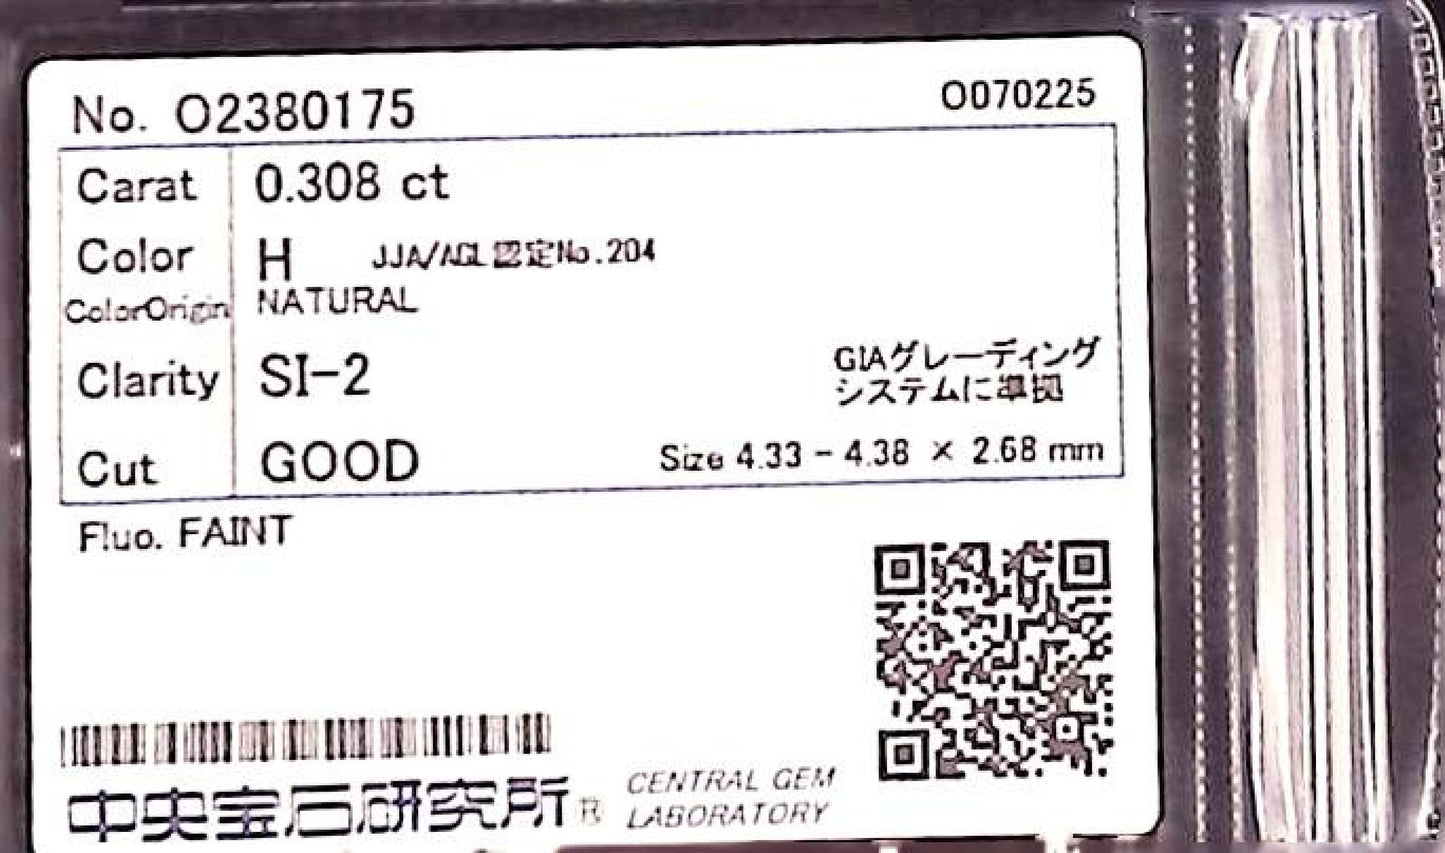 No. O2380175
O070225
Carat 0.308 ct
Color H JJA/AGL認定No.204
ColorOrigin NATURAL
Clarity SI-2
GIAグレーディング
システムに準拠
Cut GOOD Size 4.33 - 4.38 × 2.68 mm
Fluo. FAINT
中央宝石研究所®
CENTRAL GEM
LABORATORY